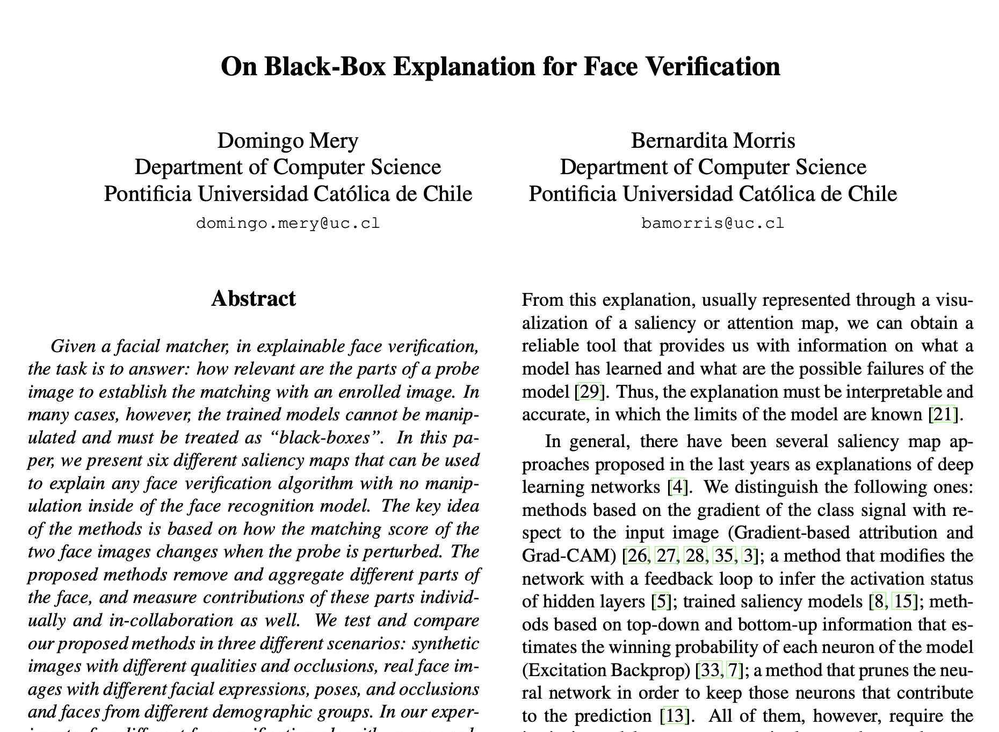 On Black-Box Explanation for Face Verification
Domingo Mery
Department of Computer Science
Pontificia Universidad Católica de Chile
domingo.mery@uc.cl
Bernardita Morris
Department of Computer Science
Pontificia Universidad Católica de Chile
bamorris@uc.cl
Abstract
Given a facial matcher, in explainable face verification,
the task is to answer: how relevant are the parts of a probe
image to establish the matching with an enrolled image. In
many cases, however, the trained models cannot be manip-
ulated and must be treated as “black-boxes”. In this pa-
per, we present six different saliency maps that can be used
to explain any face verification algorithm with no manip-
ulation inside of the face recognition model. The key idea
of the methods is based on how the matching score of the
two face images changes when the probe is perturbed. The
proposed methods remove and aggregate different parts of
the face, and measure contributions of these parts individ-
ually and in-collaboration as well. We test and compare
our proposed methods in three different scenarios: synthetic
images with different qualities and occlusions, real face im-
ages with different facial expressions, poses, and occlusions
and faces from different demographic groups. In our exper-
From this explanation, usually represented through a visu-
alization of a saliency or attention map, we can obtain a
reliable tool that provides us with information on what a
model has learned and what are the possible failures of the
model [29]. Thus, the explanation must be interpretable and
accurate, in which the limits of the model are known [21].
In general, there have been several saliency map ap-
proaches proposed in the last years as explanations of deep
learning networks [4]. We distinguish the following ones:
methods based on the gradient of the class signal with re-
spect to the input image (Gradient-based attribution and
Grad-CAM) [26, 27, 28, 35, 3]; a method that modifies the
network with a feedback loop to infer the activation status
of hidden layers [5]; trained saliency models [8, 15]; meth-
ods based on top-down and bottom-up information that es-
timates the winning probability of each neuron of the model
(Excitation Backprop) [33, 7]; a method that prunes the neu-
ral network in order to keep those neurons that contribute
to the prediction [13]. All of them, however, require the